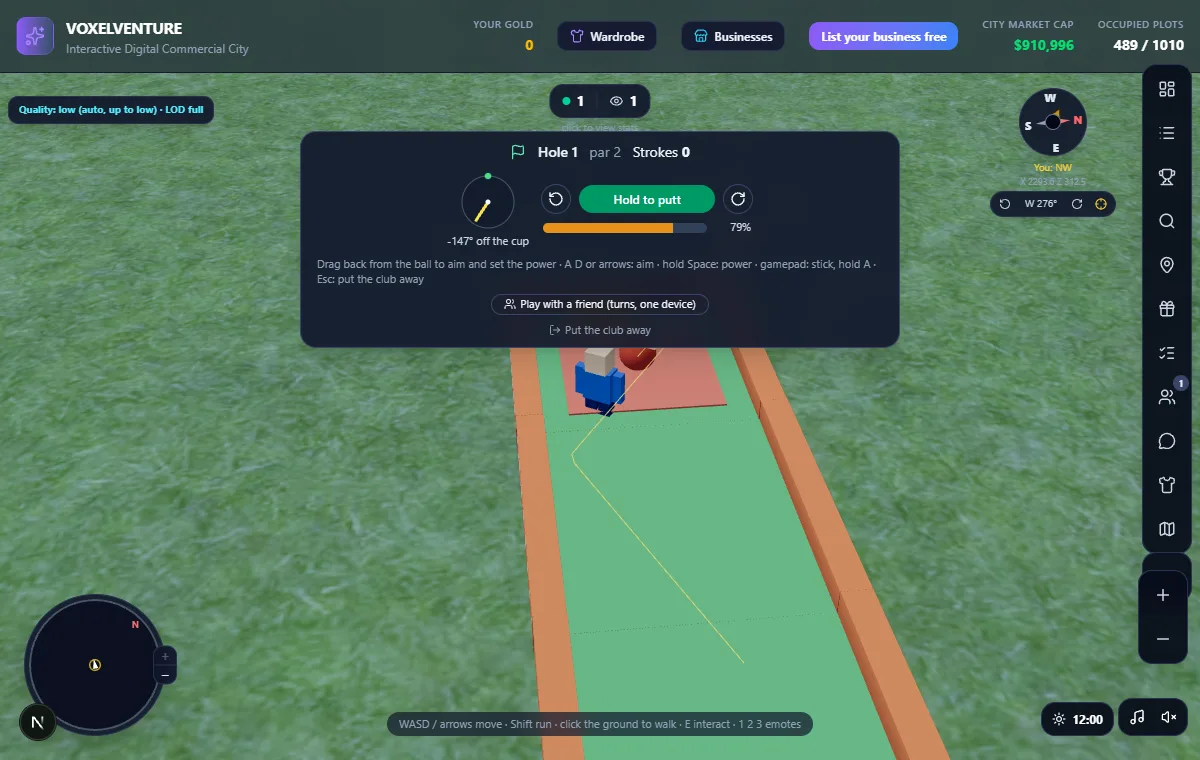 VOXELVENTURE
Interactive Digital Commercial City
YOUR GOLD
0
Wardrobe
Businesses
List your business free
CITY MARKET CAP
$910,996
OCCUPIED PLOTS
489 / 1010
Quality: low (auto, up to low) · LOD full
1
1
click to view stats
Hole 1 par 2 Strokes 0
Hold to putt
-147° off the cup
79%
Drag back from the ball to aim and set the power · A D or arrows: aim · hold Space: power · gamepad: stick, hold A ·
Esc: put the club away
Play with a friend (turns, one device)
Put the club away
W
S
N
E
You: NW
W 276°
1
N
+
−
N
+
−
WASD / arrows move · Shift run · click the ground to walk · E interact · 1 2 3 emotes
12:00